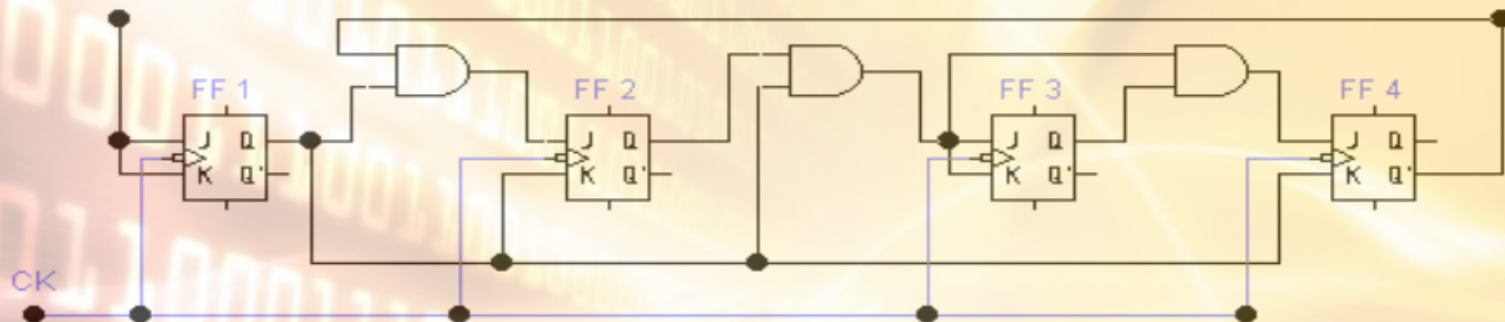 FF 1 FF 2 FF 3 FF 4
J Q J Q J Q J Q
K Q' K Q' K Q' K Q'
CK